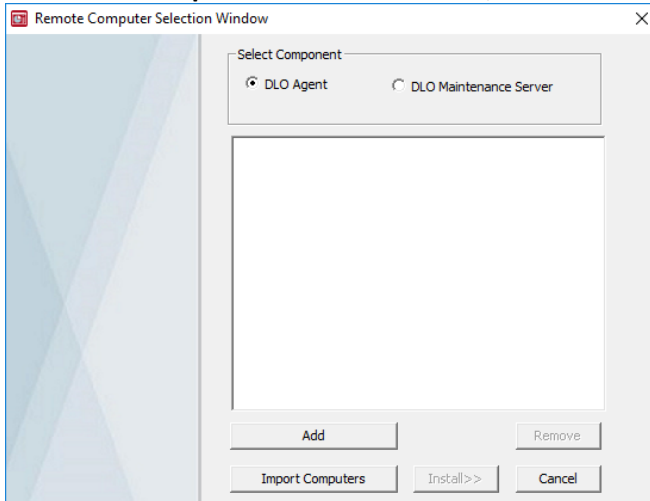 Remote Computer Selection Window
Select Component
DLO Agent DLO Maintenance Server
Add Remove
Import Computers Install>> Cancel